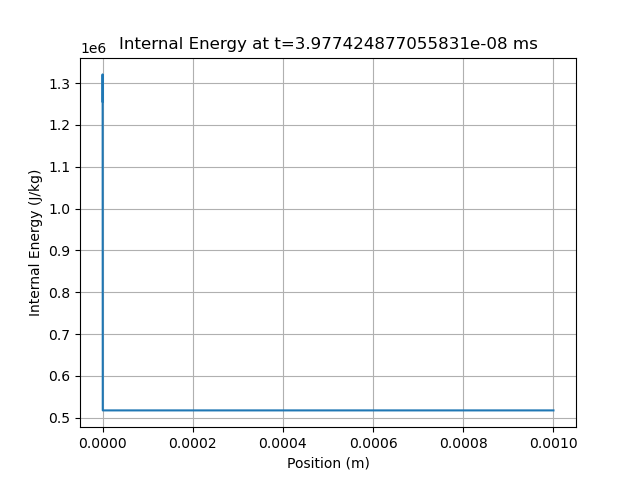 Internal Energy at t=3.977424877055831e-08 ms
1e6
1.3
1.2
1.1
1.0
0.9
0.8
0.7
0.6
0.5
Internal Energy (J/kg)
0.0000 0.0002 0.0004 0.0006 0.0008 0.0010
Position (m)